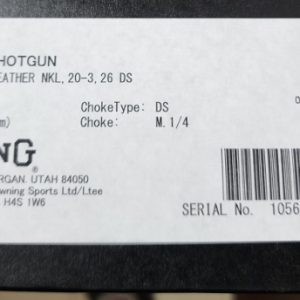 HOTGUN
EATHER NKL,20-3,26 DS
ChokeType: DS
m) Choke: M.1/4
NG®
RGAN. UTAH 84050
wning Sports Ltd/Ltee
H4S 1W6
SERIAL No. 1056